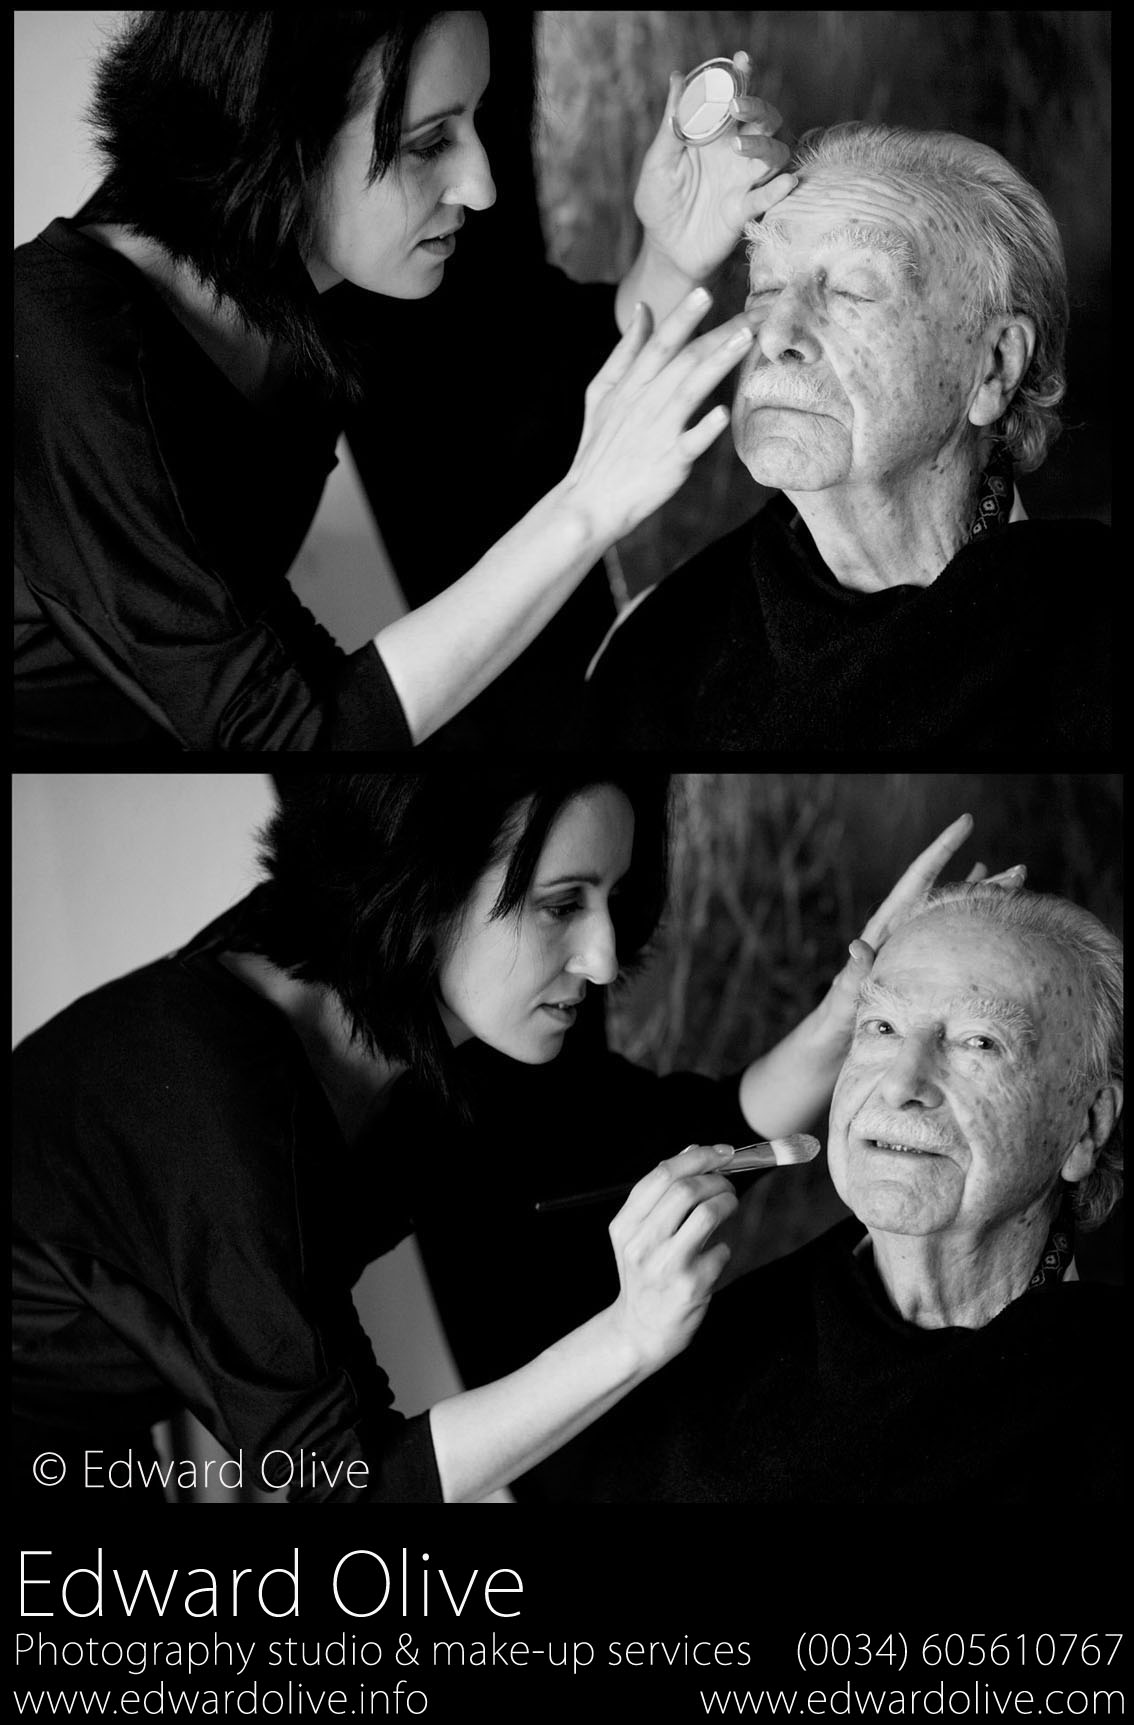 © Edward Olive
Edward Olive
Photography studio & make-up services (0034) 605610767
www.edwardolive.info www.edwardolive.com